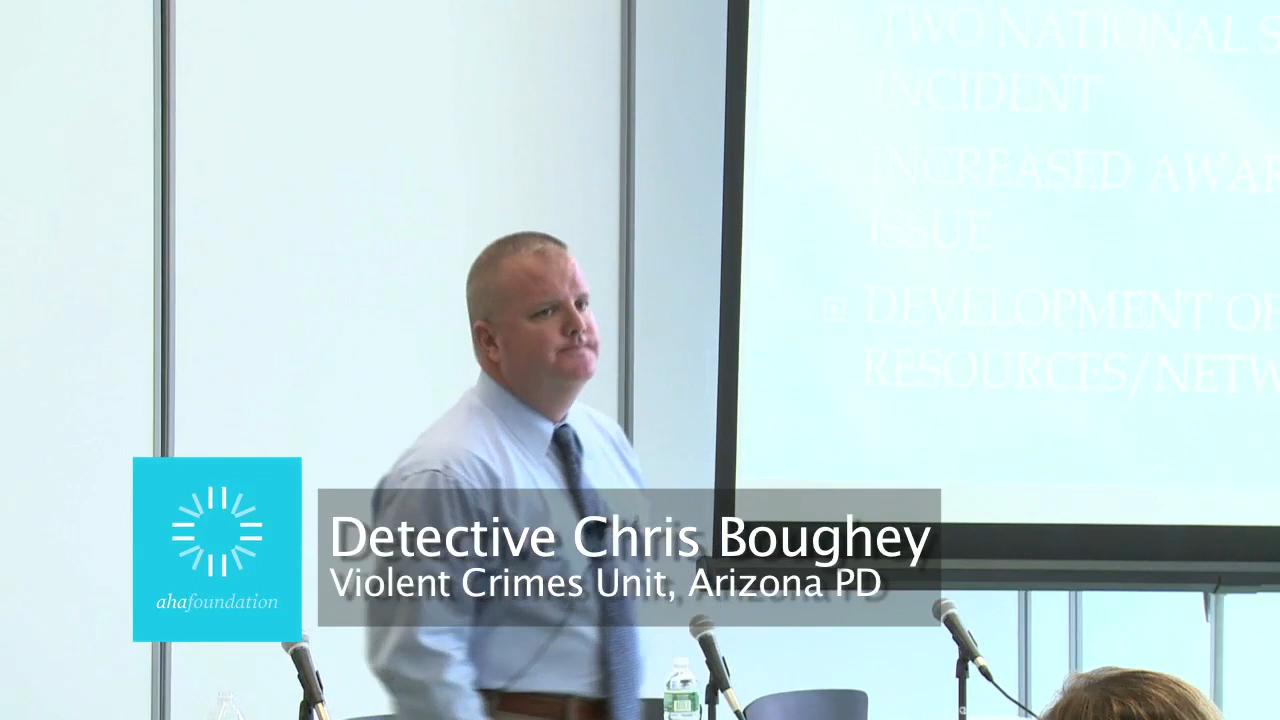 TWO NATIONAL S
INCIDENT
INCREASED AWAR
ISSUE
DEVELOPMENT OF
RESOURCES/NETW
Detective Chris Boughey
Violent Crimes Unit, Arizona PD
ahafoundation